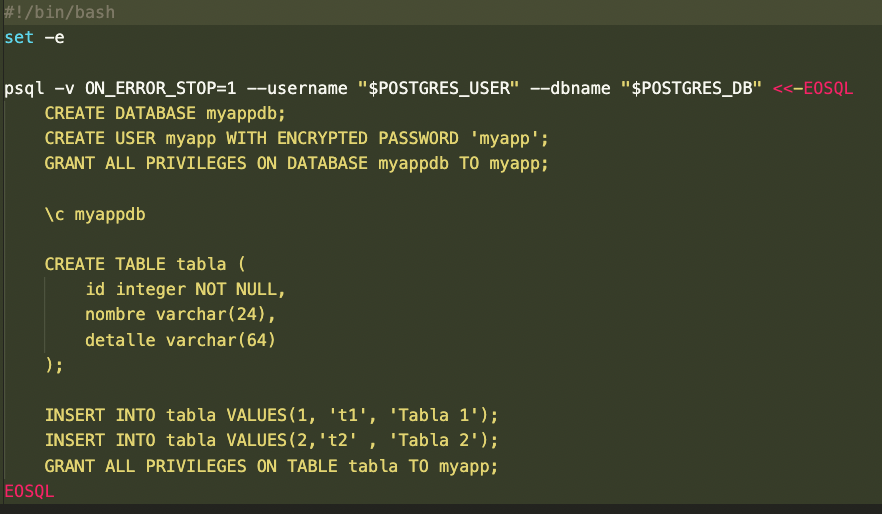 #!/bin/bash
set -e
psql -v ON_ERROR_STOP=1 --username "$POSTGRES_USER" --dbname "$POSTGRES_DB" <<-EOSQL
    CREATE DATABASE myappdb;
    CREATE USER myapp WITH ENCRYPTED PASSWORD 'myapp';
    GRANT ALL PRIVILEGES ON DATABASE myappdb TO myapp;
    \c myappdb
    CREATE TABLE tabla (
        id integer NOT NULL,
        nombre varchar(24),
        detalle varchar(64)
    );
    INSERT INTO tabla VALUES(1, 't1', 'Tabla 1');
    INSERT INTO tabla VALUES(2,'t2' , 'Tabla 2');
    GRANT ALL PRIVILEGES ON TABLE tabla TO myapp;
EOSQL